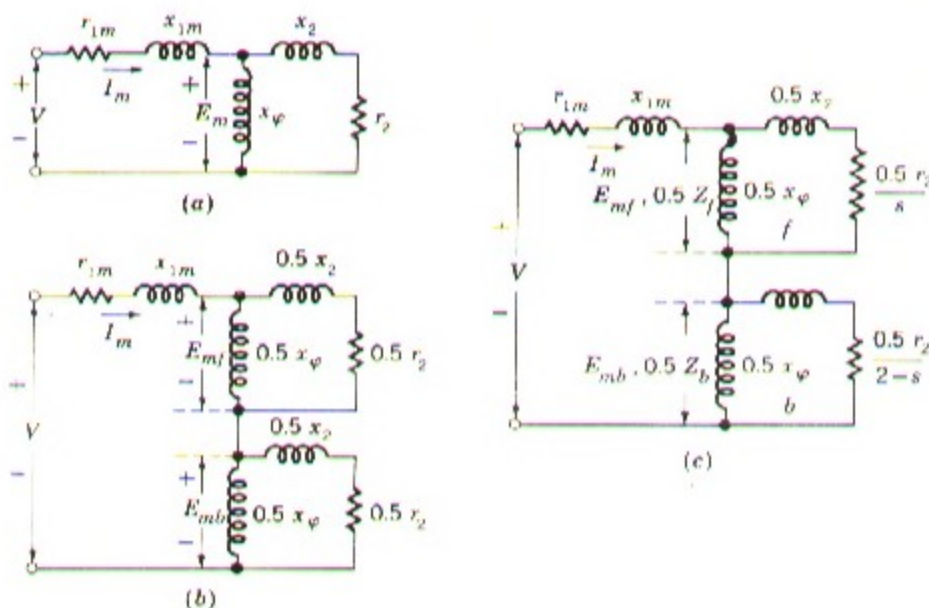 r1m x1m x2
+ + Im
V Em xφ r2
− −
(a)
r1m x1m 0.5 x2
Im +
Emf 0.5 xφ 0.5 r2
−
+
V 0.5 x2
− +
Emb 0.5 xφ 0.5 r2
−
(b)
r1m x1m 0.5 x2
Im
Emf , 0.5 Zf 0.5 xφ 0.5 r2
s
f
+
V
−
Emb , 0.5 Zb 0.5 xφ 0.5 r2
2 − s
b
(c)